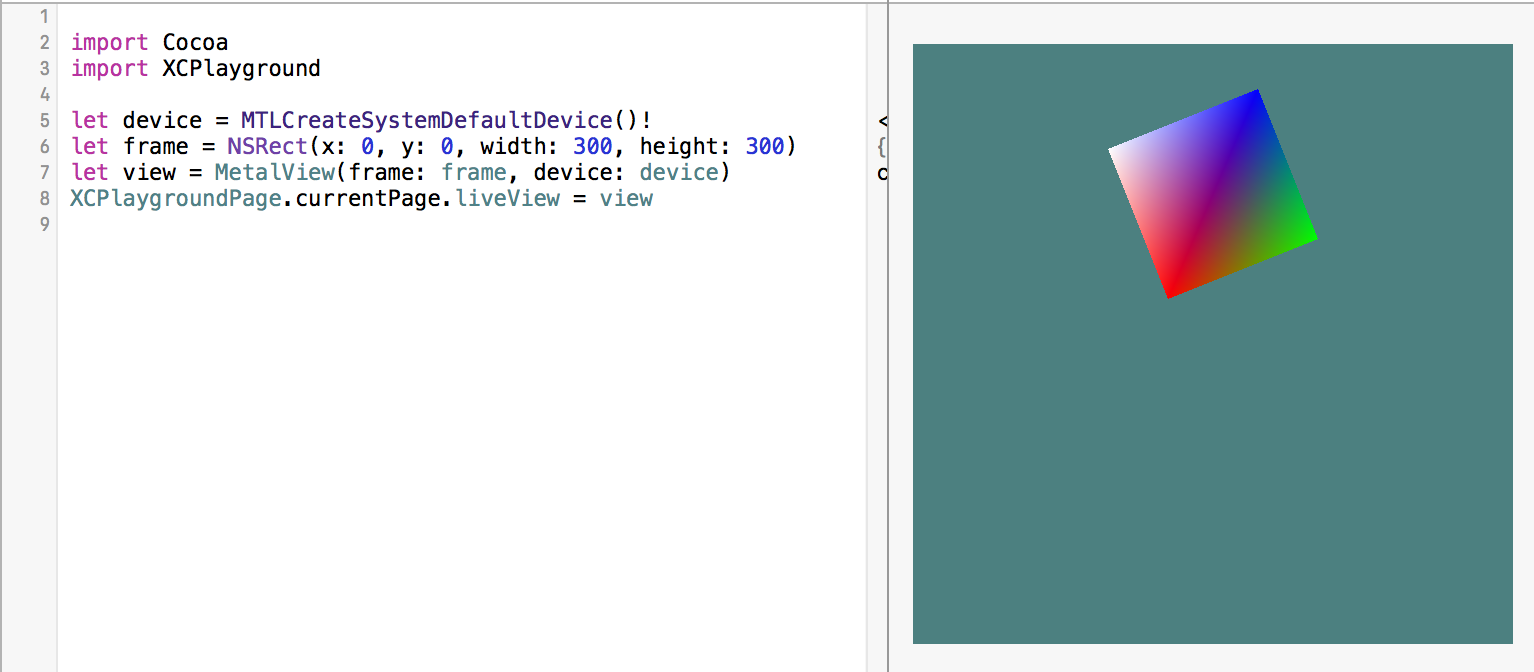 1
2 import Cocoa
3 import XCPlayground
4
5 let device = MTLCreateSystemDefaultDevice()!
6 let frame = NSRect(x: 0, y: 0, width: 300, height: 300)
7 let view = MetalView(frame: frame, device: device)
8 XCPlaygroundPage.currentPage.liveView = view
9